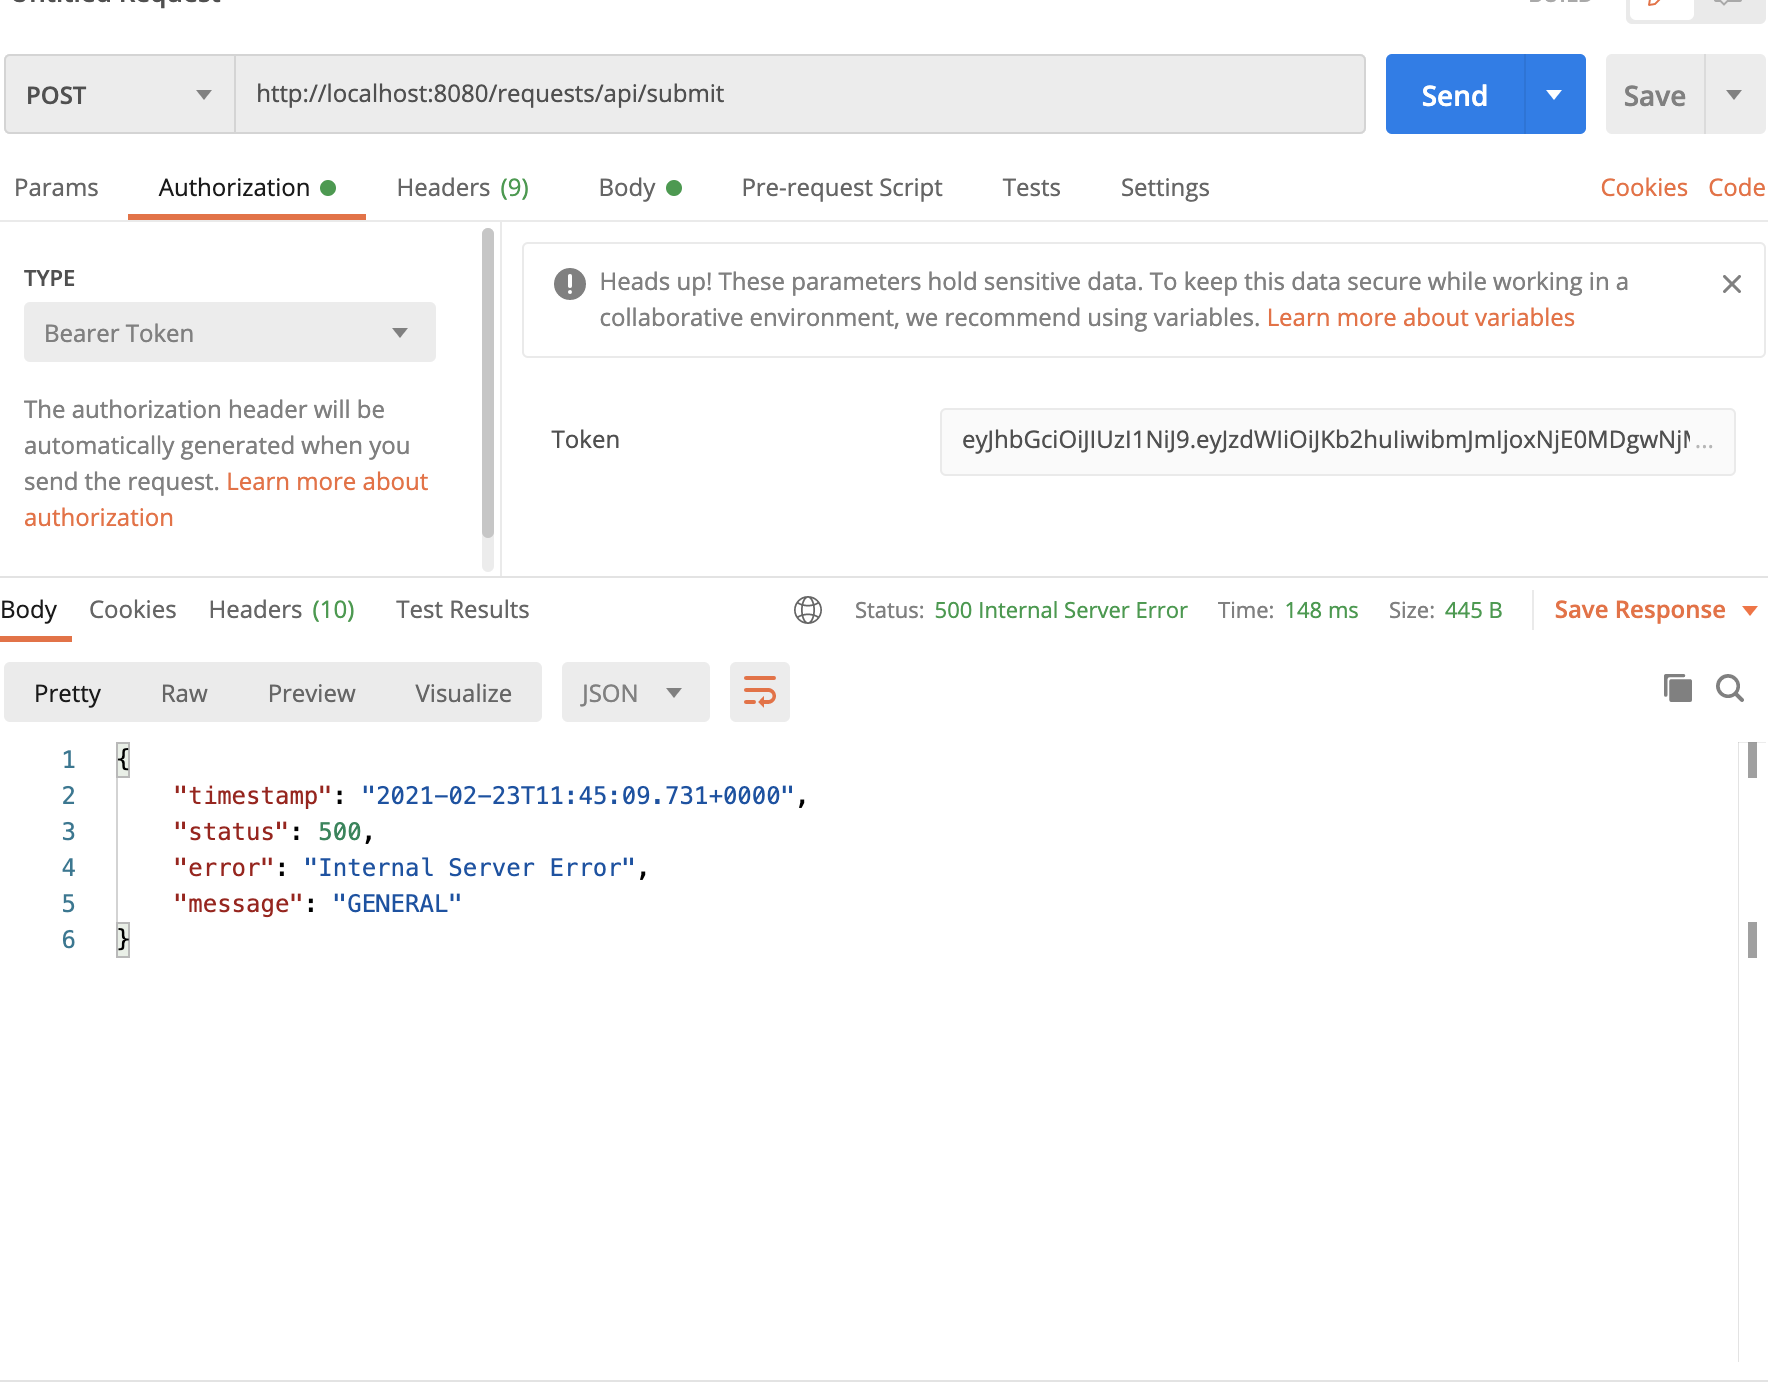 Untitled Request
BUILD
POST
http://localhost:8080/requests/api/submit
Send
Save
Params
Authorization
Headers (9)
Body
Pre-request Script
Tests
Settings
Cookies
Code
TYPE
Bearer Token
The authorization header will be
automatically generated when you
send the request. Learn more about
authorization
Heads up! These parameters hold sensitive data. To keep this data secure while working in a
collaborative environment, we recommend using variables. Learn more about variables
Token
eyJhbGciOiJIUzI1NiJ9.eyJzdWIiOiJKb2huIiwibmJmIjoxNjE0MDgwNjM...
Body
Cookies
Headers (10)
Test Results
Status: 500 Internal Server Error
Time: 148 ms
Size: 445 B
Save Response
Pretty
Raw
Preview
Visualize
JSON
1 {
2 "timestamp": "2021-02-23T11:45:09.731+0000",
3 "status": 500,
4 "error": "Internal Server Error",
5 "message": "GENERAL"
6 }